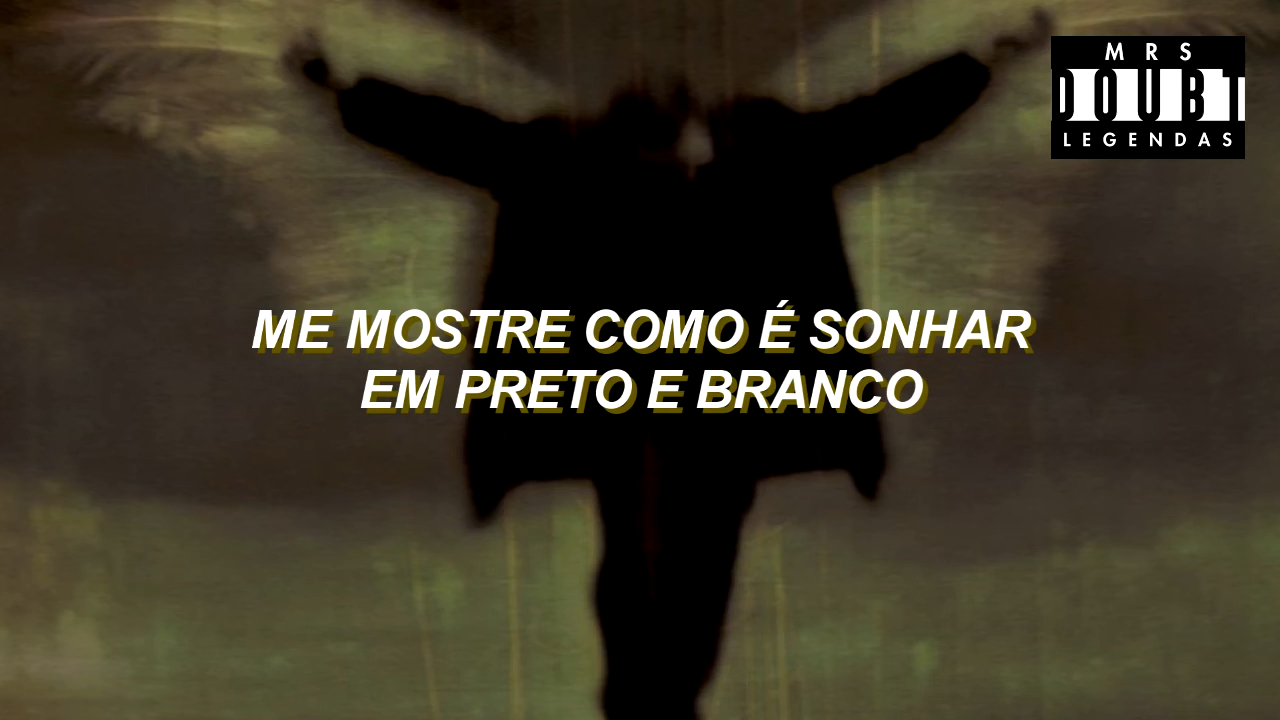 MRS
DOUBT
LEGENDAS
ME MOSTRE COMO É SONHAR
EM PRETO E BRANCO